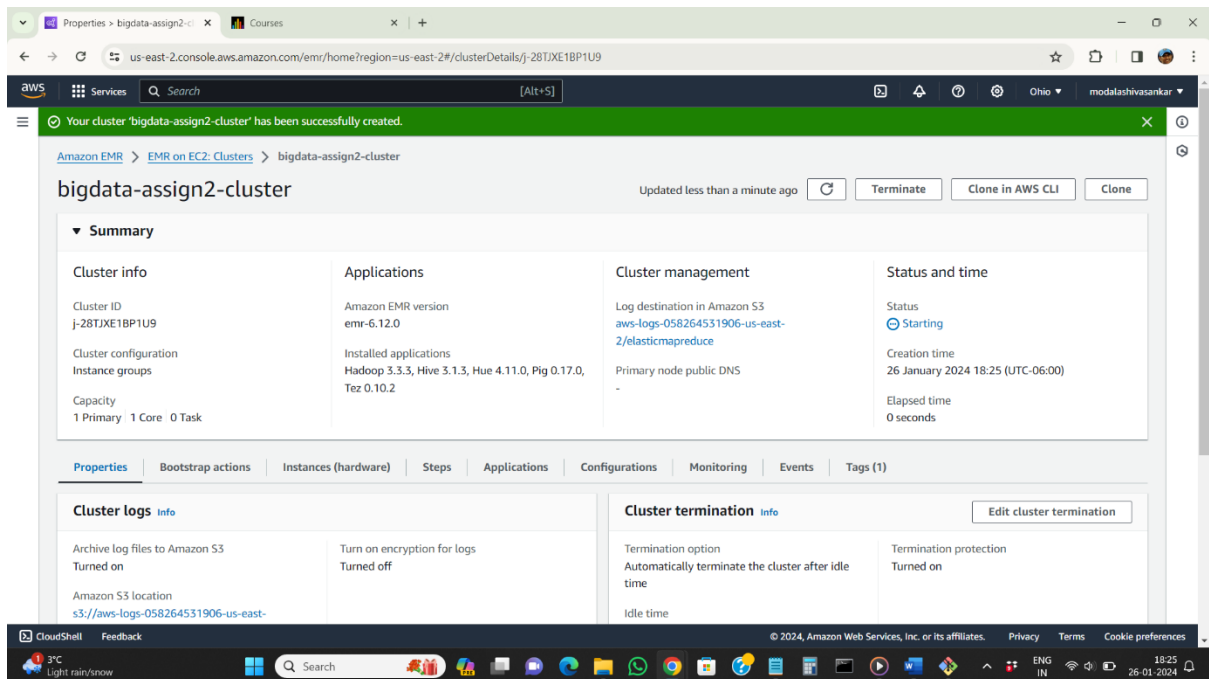 Properties > bigdata-assign2-cl
Courses
us-east-2.console.aws.amazon.com/emr/home?region=us-east-2#/clusterDetails/j-28TJXE1BP1U9
aws
Services
Search
[Alt+S]
Ohio
modalashivasankar
Your cluster 'bigdata-assign2-cluster' has been successfully created.
Amazon EMR > EMR on EC2: Clusters > bigdata-assign2-cluster
bigdata-assign2-cluster
Updated less than a minute ago
Terminate
Clone in AWS CLI
Clone
Summary
Cluster info
Cluster ID
j-28TJXE1BP1U9
Cluster configuration
Instance groups
Capacity
1 Primary 1 Core 0 Task
Applications
Amazon EMR version
emr-6.12.0
Installed applications
Hadoop 3.3.3, Hive 3.1.3, Hue 4.11.0, Pig 0.17.0,
Tez 0.10.2
Cluster management
Log destination in Amazon S3
aws-logs-058264531906-us-east-
2/elasticmapreduce
Primary node public DNS
-
Status and time
Status
Starting
Creation time
26 January 2024 18:25 (UTC-06:00)
Elapsed time
0 seconds
Properties
Bootstrap actions
Instances (hardware)
Steps
Applications
Configurations
Monitoring
Events
Tags (1)
Cluster logs Info
Archive log files to Amazon S3
Turned on
Amazon S3 location
s3://aws-logs-058264531906-us-east-
Turn on encryption for logs
Turned off
Cluster termination Info
Edit cluster termination
Termination option
Automatically terminate the cluster after idle
time
Idle time
Termination protection
Turned on
CloudShell
Feedback
© 2024, Amazon Web Services, Inc. or its affiliates.
Privacy
Terms
Cookie preferences
1
3°C
Light rain/snow
Search
ENG
IN
18:25
26-01-2024